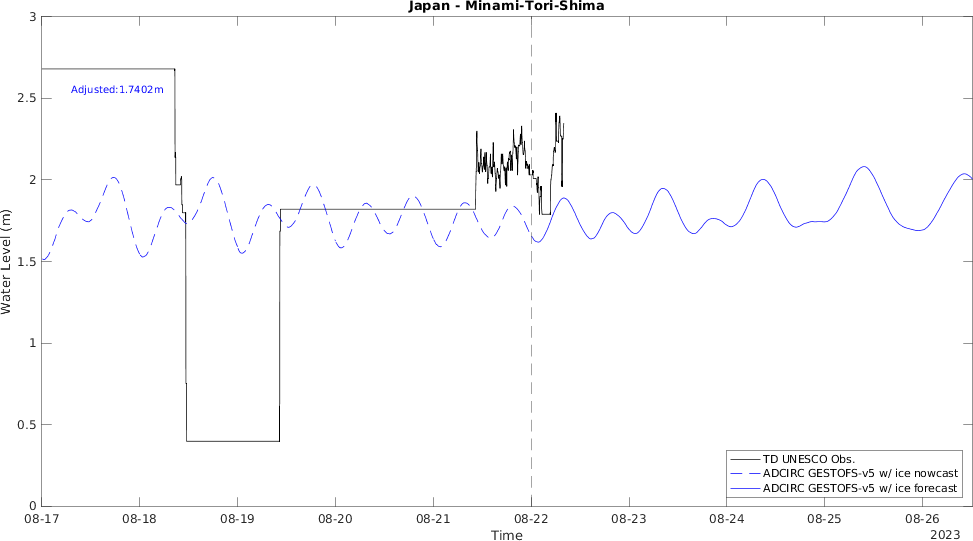 Japan - Minami-Tori-Shima
3
Adjusted:1.7402m
2.5
2
Water Level (m)
1.5
1
0.5
TD UNESCO Obs.
ADCIRC GESTOFS-v5 w/ ice nowcast
ADCIRC GESTOFS-v5 w/ ice forecast
0
08-17 08-18 08-19 08-20 08-21 08-22 08-23 08-24 08-25 08-26
Time
2023